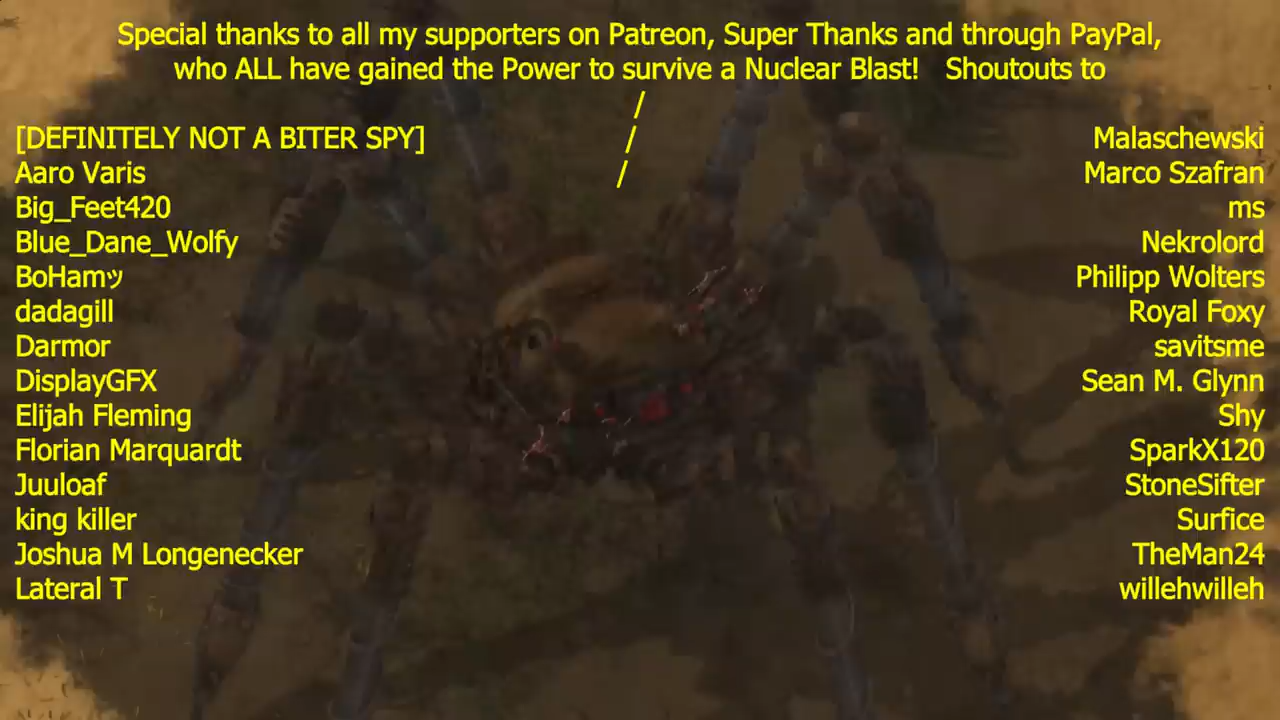 Special thanks to all my supporters on Patreon, Super Thanks and through PayPal,
who ALL have gained the Power to survive a Nuclear Blast!   Shoutouts to
/
/
/
[DEFINITELY NOT A BITER SPY]
Aaro Varis
Big_Feet420
Blue_Dane_Wolfy
BoHamッ
dadagill
Darmor
DisplayGFX
Elijah Fleming
Florian Marquardt
Juuloaf
king killer
Joshua M Longenecker
Lateral T
Malaschewski
Marco Szafran
ms
Nekrolord
Philipp Wolters
Royal Foxy
savitsme
Sean M. Glynn
Shy
SparkX120
StoneSifter
Surfice
TheMan24
willehwilleh